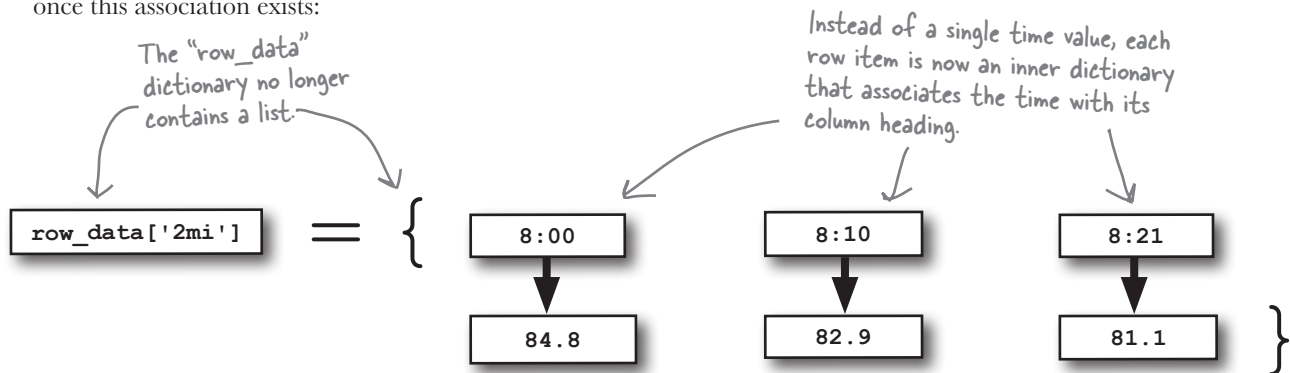 once this association exists:
The “row_data”
dictionary no longer
contains a list.
Instead of a single time value, each
row item is now an inner dictionary
that associates the time with its
column heading.
row_data['2mi'] = {
8:00 8:10 8:21
84.8 82.9 81.1 }